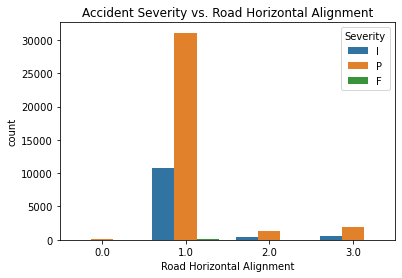 Accident Severity vs. Road Horizontal Alignment
Severity
I
P
F
30000
25000
20000
15000
10000
5000
0
count
0.0 1.0 2.0 3.0
Road Horizontal Alignment